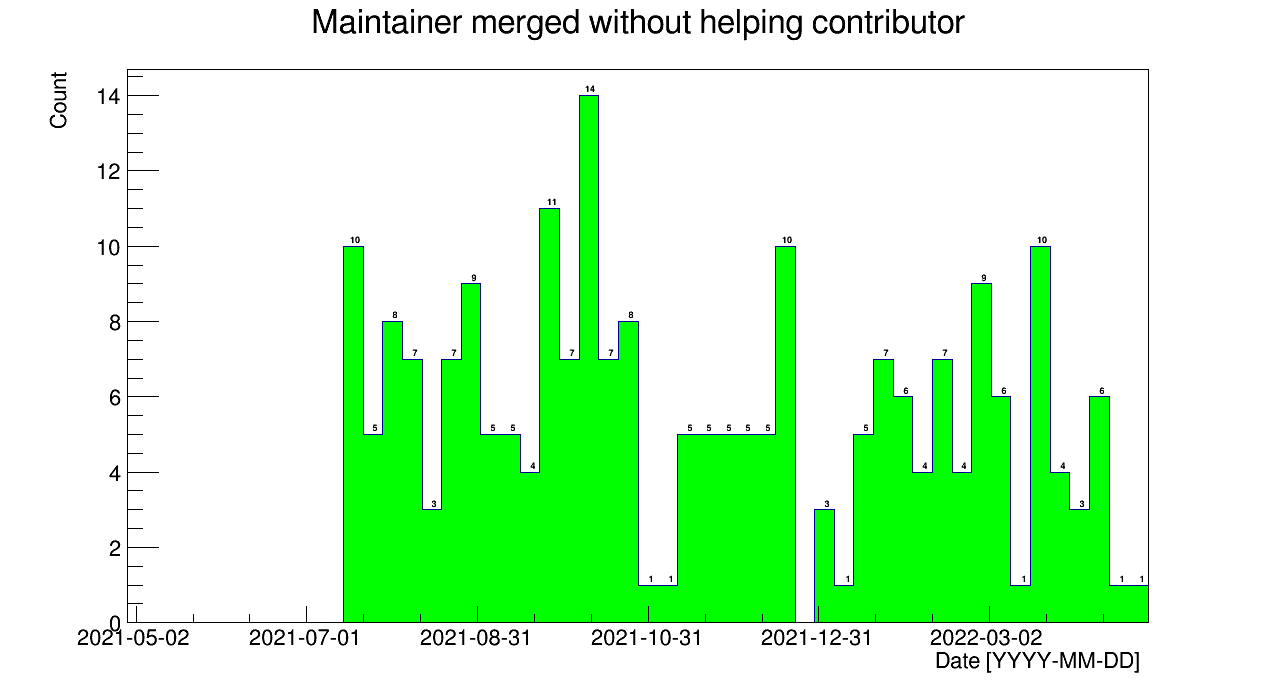 Maintainer merged without helping contributor
Count
14
12
10
8
6
4
2
0
10 5 8 7 3 7 9 5 5 4 11 7 14 7 8 1 1 5 5 5 5 5 10 3 1 5 7 6 4 7 4 9 6 1 10 4 3 6 1 1
2021-05-02 2021-07-01 2021-08-31 2021-10-31 2021-12-31 2022-03-02
Date [YYYY-MM-DD]